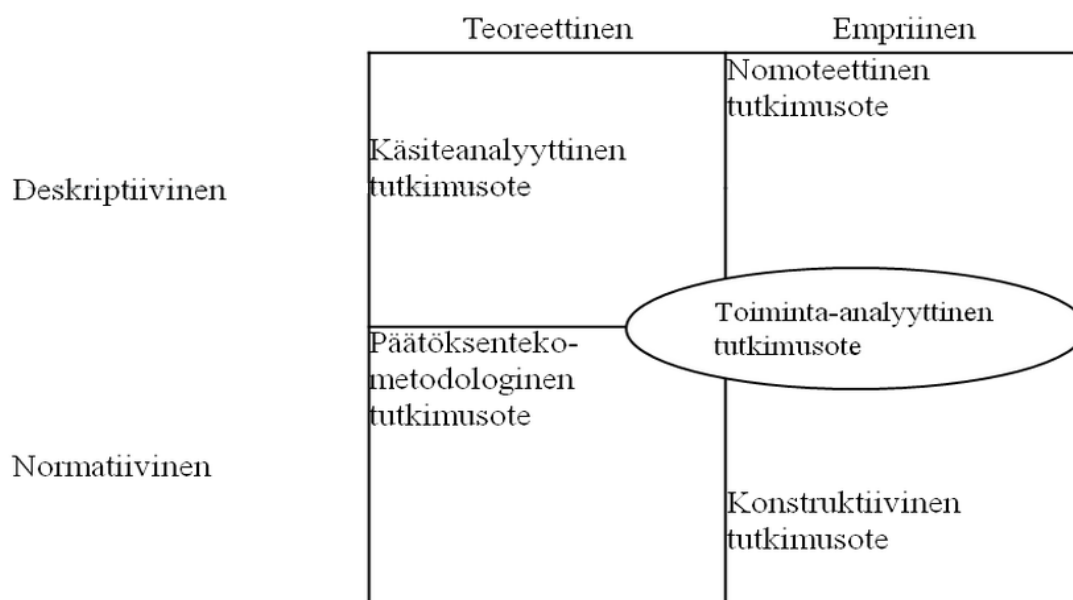 Teoreettinen
Empriinen
Nomoteettinen
tutkimusote
Käsiteanalyyttinen
tutkimusote
Deskriptiivinen
Toiminta-analyyttinen
tutkimusote
Päätöksenteko-
metodologinen
tutkimusote
Normatiivinen
Konstruktiivinen
tutkimusote